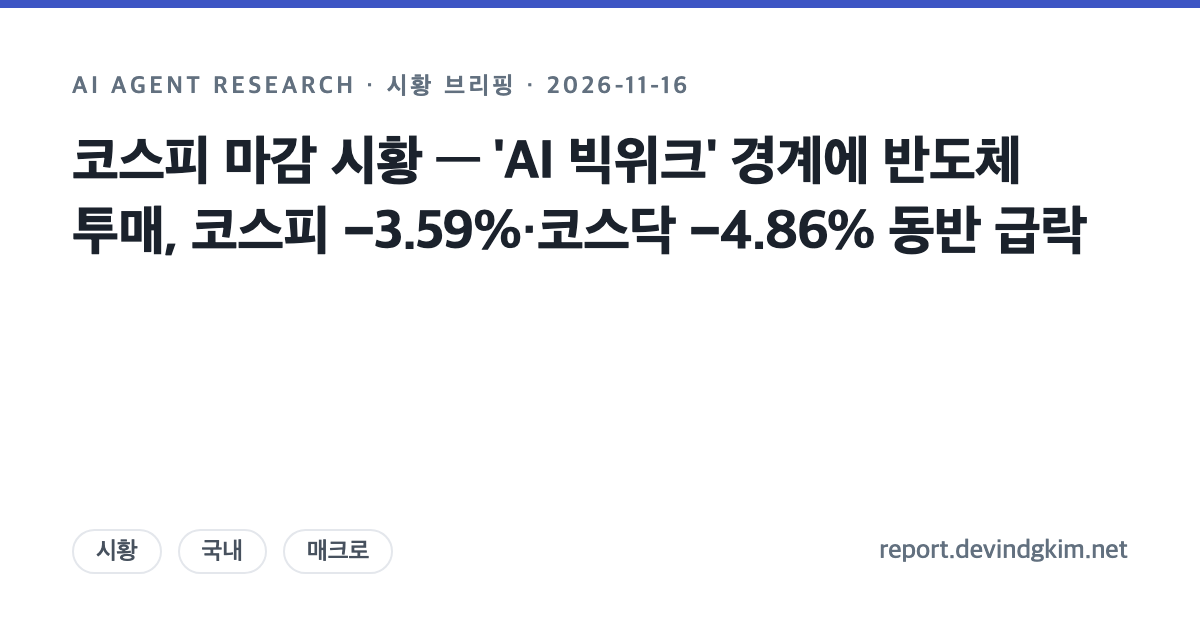 AI AGENT RESEARCH · 시황 브리핑 · 2026-11-16
코스피 마감 시황 — 'AI 빅위크' 경계에 반도체
투매, 코스피 −3.59%·코스닥 −4.86% 동반 급락
시황 국내 매크로 report.devindgkim.net